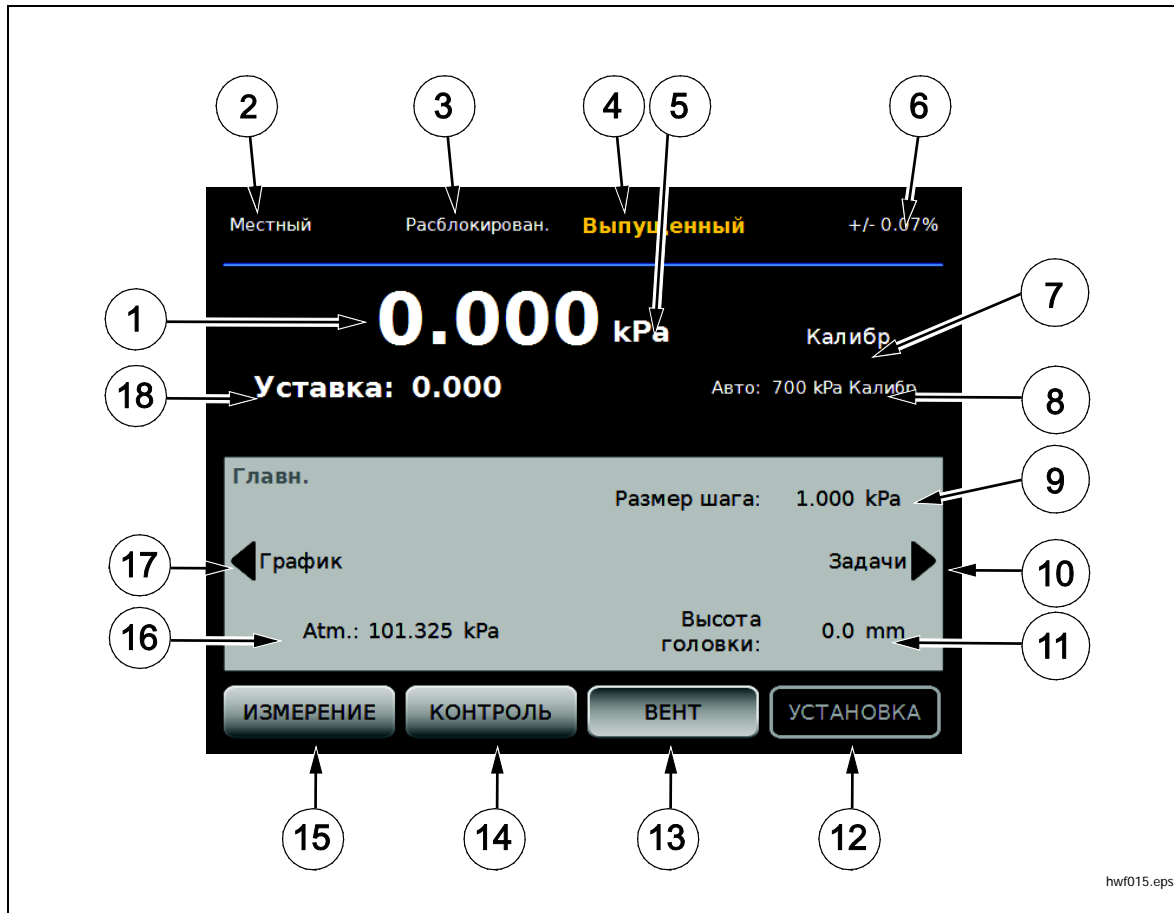 2
3
4
5
6
Местный
Расблокирован.
Выпущенный
+/- 0.07%
1
0.000 kPa
7
Калибр
18
Уставка: 0.000
Авто: 700 kPa Калибр
8
Главн.
Размер шага: 1.000 kPa
9
17
График
Задачи
10
16
Atm.: 101.325 kPa
Высота
головки:
0.0 mm
11
ИЗМЕРЕНИЕ
КОНТРОЛЬ
ВЕНТ
УСТАНОВКА
15
14
13
12
hwf015.eps